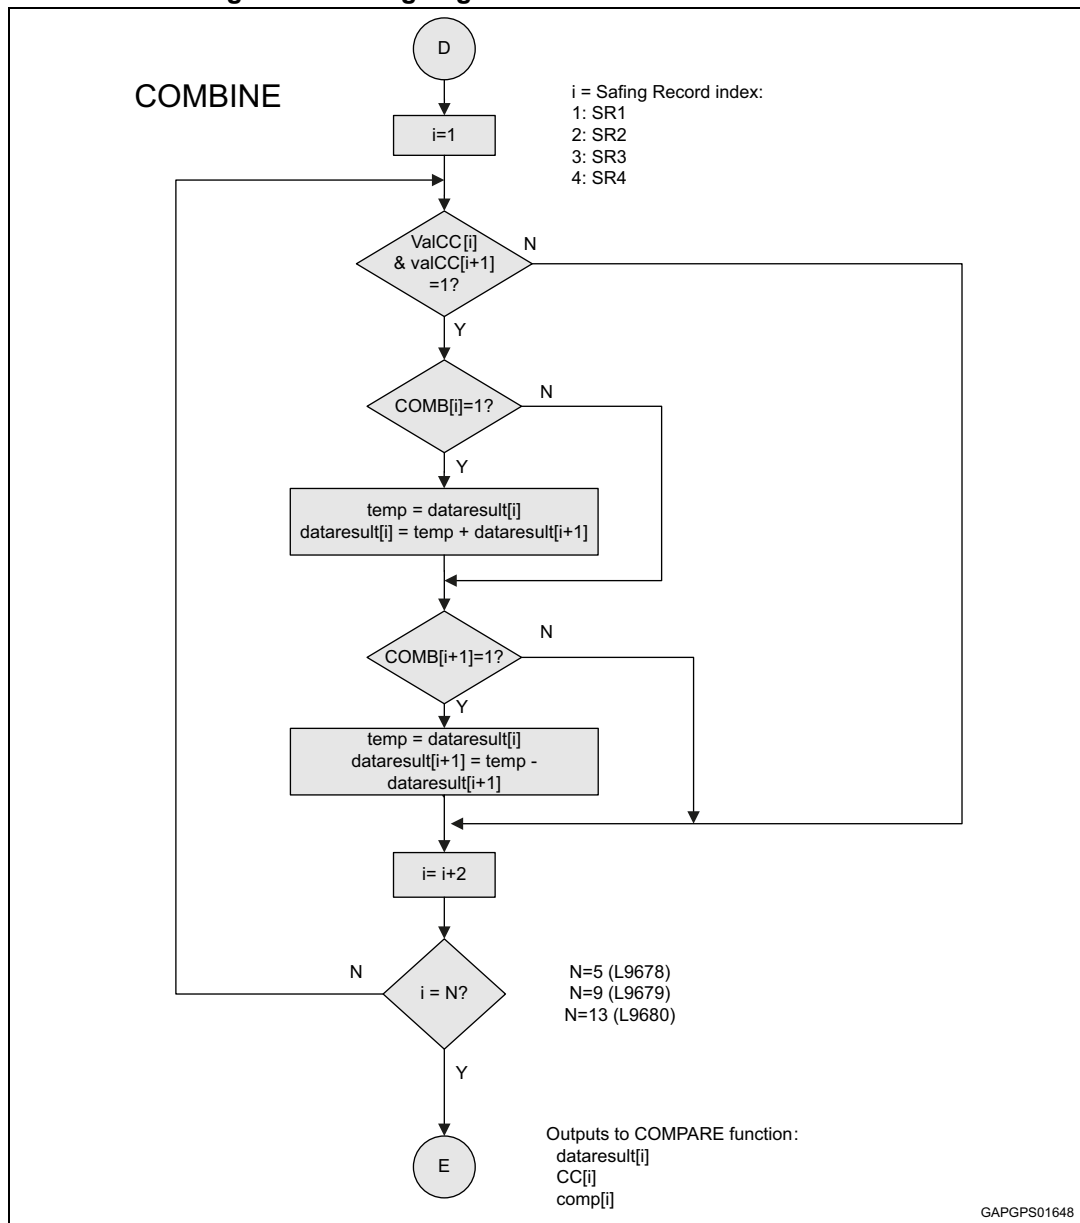 D
COMBINE
i = Safing Record index:
1: SR1
2: SR2
3: SR3
4: SR4
i=1
ValCC[i]
& valCC[i+1]
=1?
N
Y
COMB[i]=1?
N
Y
temp = dataresult[i]
dataresult[i] = temp + dataresult[i+1]
COMB[i+1]=1?
N
Y
temp = dataresult[i]
dataresult[i+1] = temp -
dataresult[i+1]
i= i+2
N
i = N?
N=5 (L9678)
N=9 (L9679)
N=13 (L9680)
Y
E
Outputs to COMPARE function:
dataresult[i]
CC[i]
comp[i]
GAPGPS01648